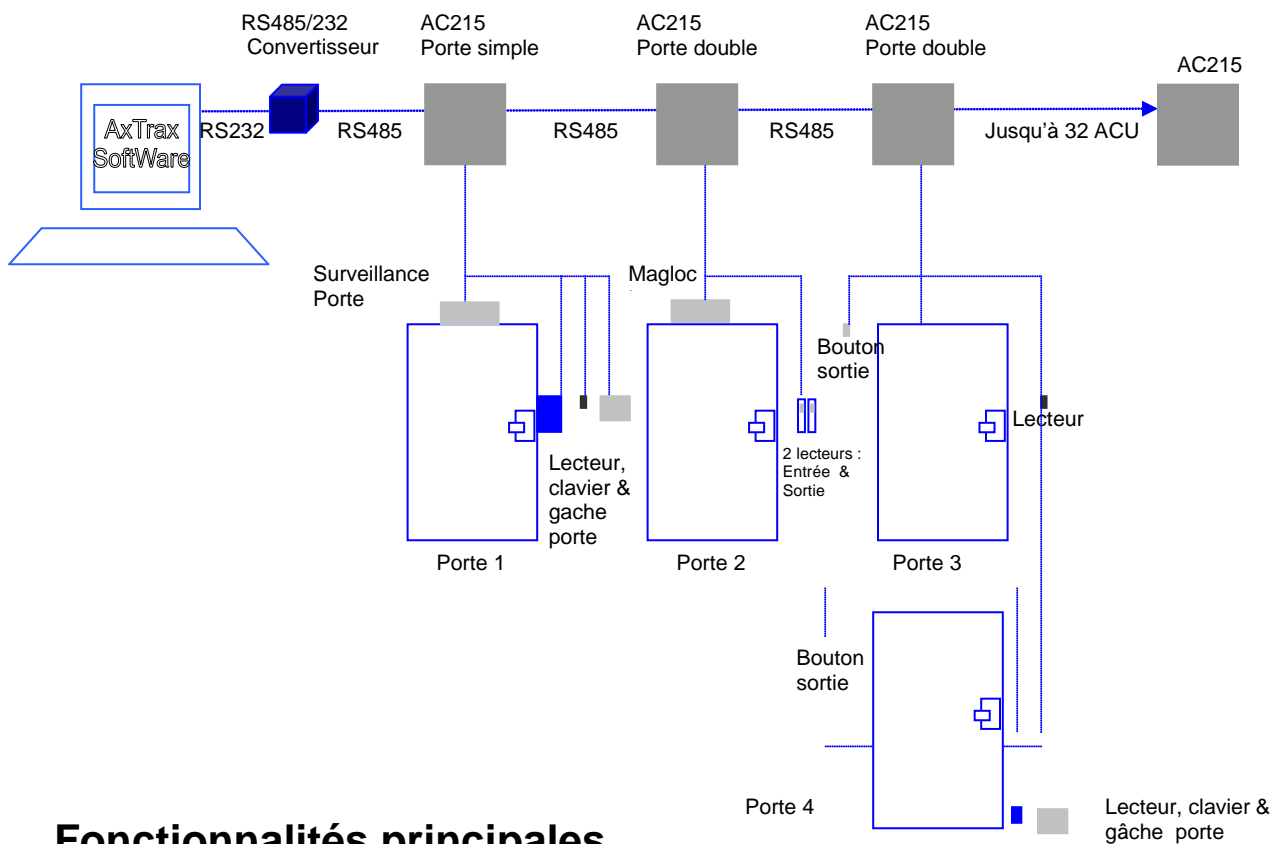 RS485/232
Convertisseur
AC215
Porte simple
AC215
Porte double
AC215
Porte double
AC215
AxTrax
SoftWare
RS232
RS485
RS485
RS485
Jusqu'à 32 ACU
Surveillance
Porte
Magloc
Bouton
sortie
Lecteur
Lecteur,
clavier &
gache
porte
2 lecteurs :
Entrée &
Sortie
Porte 1
Porte 2
Porte 3
Bouton
sortie
Porte 4
Lecteur, clavier &
gâche porte
Fonctionnalités principales